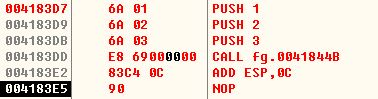 004183D7 6A 01 PUSH 1
004183D9 6A 02 PUSH 2
004183DB 6A 03 PUSH 3
004183DD E8 69000000 CALL fg.0041844B
004183E2 83C4 0C ADD ESP,0C
004183E5 90 NOP